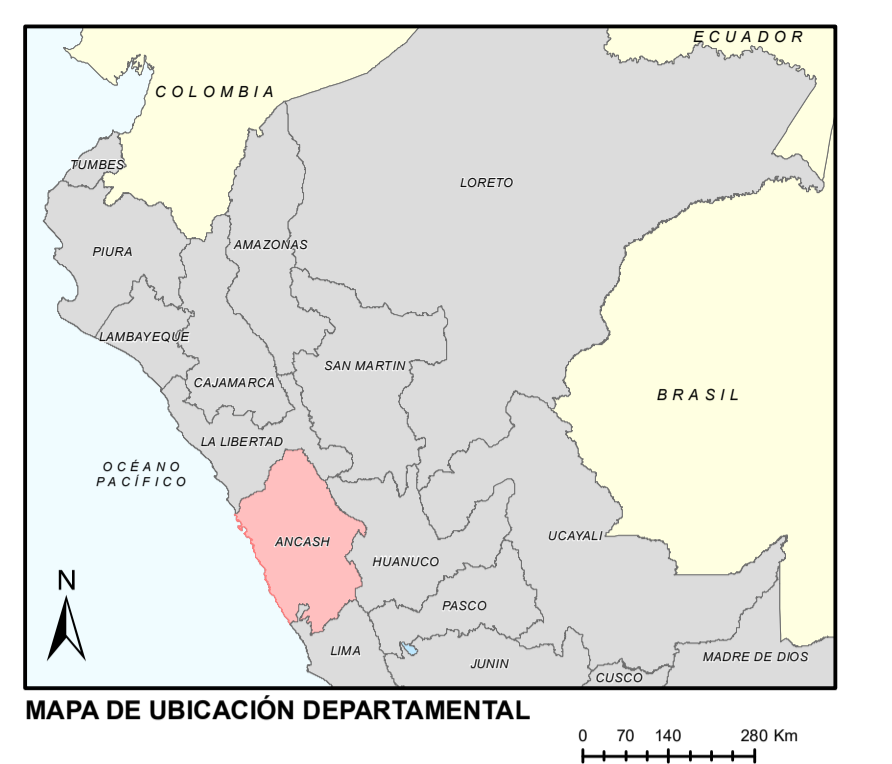 ECUADOR
COLOMBIA
TUMBES
LORETO
PIURA
AMAZONAS
LAMBAYEQUE
SAN MARTIN
CAJAMARCA
BRASIL
LA LIBERTAD
OCÉANO
PACÍFICO
ANCASH
UCAYALI
HUANUCO
PASCO
N
LIMA
JUNIN
MADRE DE DIOS
CUSCO
MAPA DE UBICACIÓN DEPARTAMENTAL
0 70 140 280 Km